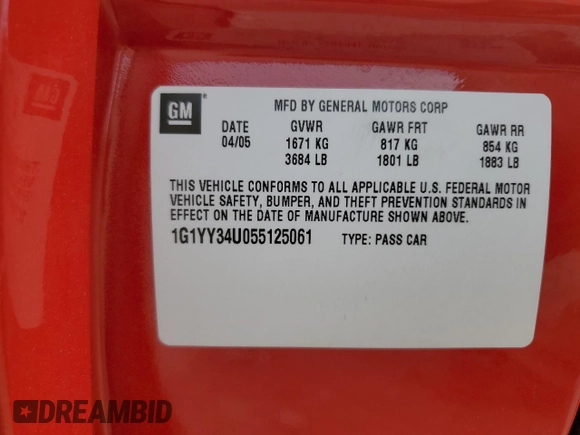 GM ®
MFD BY GENERAL MOTORS CORP
DATE GVWR GAWR FRT GAWR RR
04/05 1671 KG 817 KG 854 KG
3684 LB 1801 LB 1883 LB
THIS VEHICLE CONFORMS TO ALL APPLICABLE U.S. FEDERAL MOTOR
VEHICLE SAFETY, BUMPER, AND THEFT PREVENTION STANDARDS IN
EFFECT ON THE DATE OF MANUFACTURE SHOWN ABOVE.
1G1YY34U055125061 TYPE: PASS CAR
DREAMBID